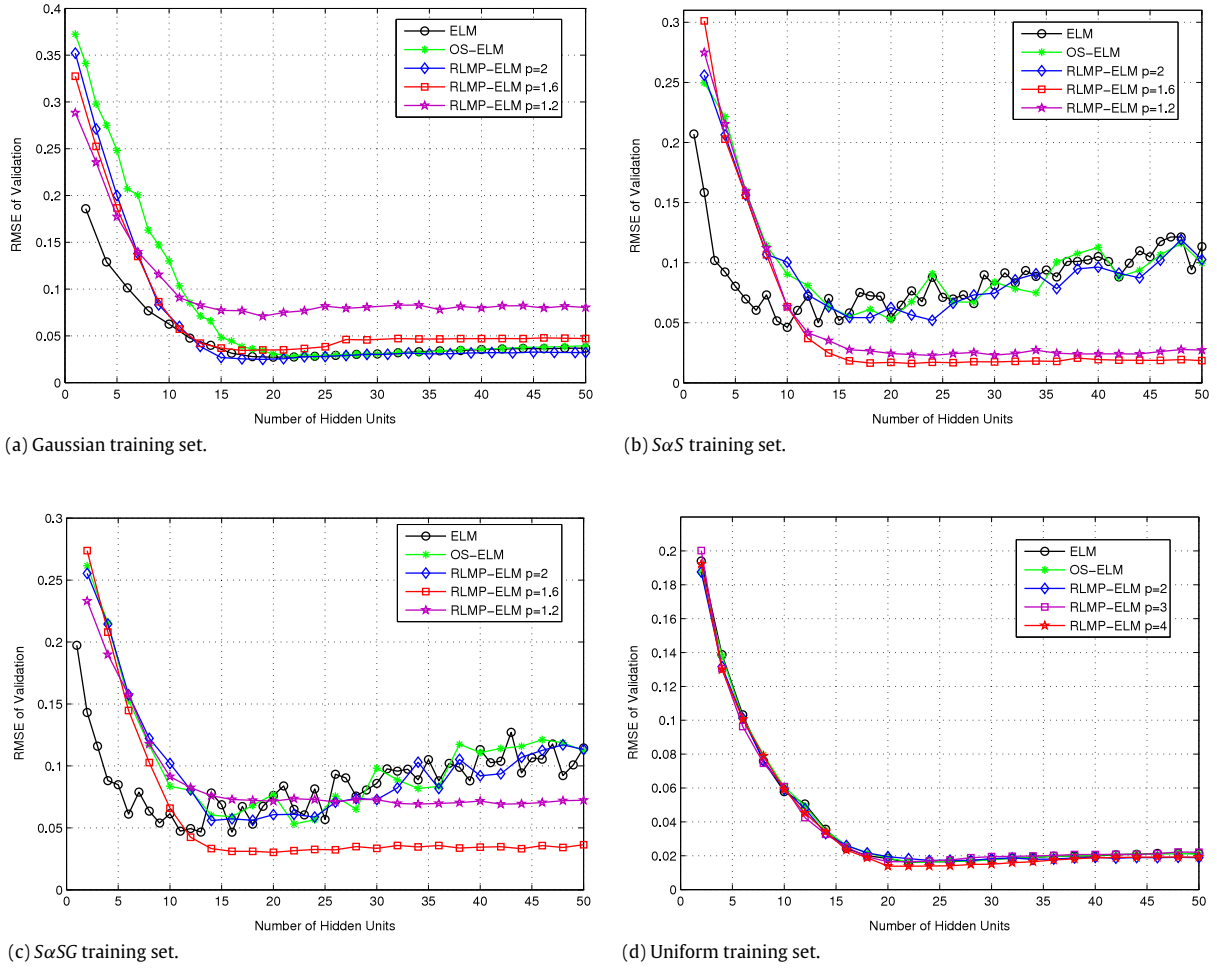 0.4
0.35
0.3
0.25
0.2
0.15
0.1
0.05
0
RMSE of Validation
ELM
OS-ELM
RLMP-ELM p=2
RLMP-ELM p=1.6
RLMP-ELM p=1.2
0 5 10 15 20 25 30 35 40 45 50
Number of Hidden Units
(a) Gaussian training set.
0.3
0.25
0.2
0.15
0.1
0.05
0
RMSE of Validation
ELM
OS-ELM
RLMP-ELM p=2
RLMP-ELM p=1.6
RLMP-ELM p=1.2
0 5 10 15 20 25 30 35 40 45 50
Number of Hidden Units
(b) SαS training set.
0.3
0.25
0.2
0.15
0.1
0.05
0
RMSE of Validation
ELM
OS-ELM
RLMP-ELM p=2
RLMP-ELM p=1.6
RLMP-ELM p=1.2
0 5 10 15 20 25 30 35 40 45 50
Number of Hidden Units
(c) SαSG training set.
0.2
0.18
0.16
0.14
0.12
0.1
0.08
0.06
0.04
0.02
0
RMSE of Validation
ELM
OS-ELM
RLMP-ELM p=2
RLMP-ELM p=3
RLMP-ELM p=4
0 5 10 15 20 25 30 35 40 45 50
Number of Hidden Units
(d) Uniform training set.